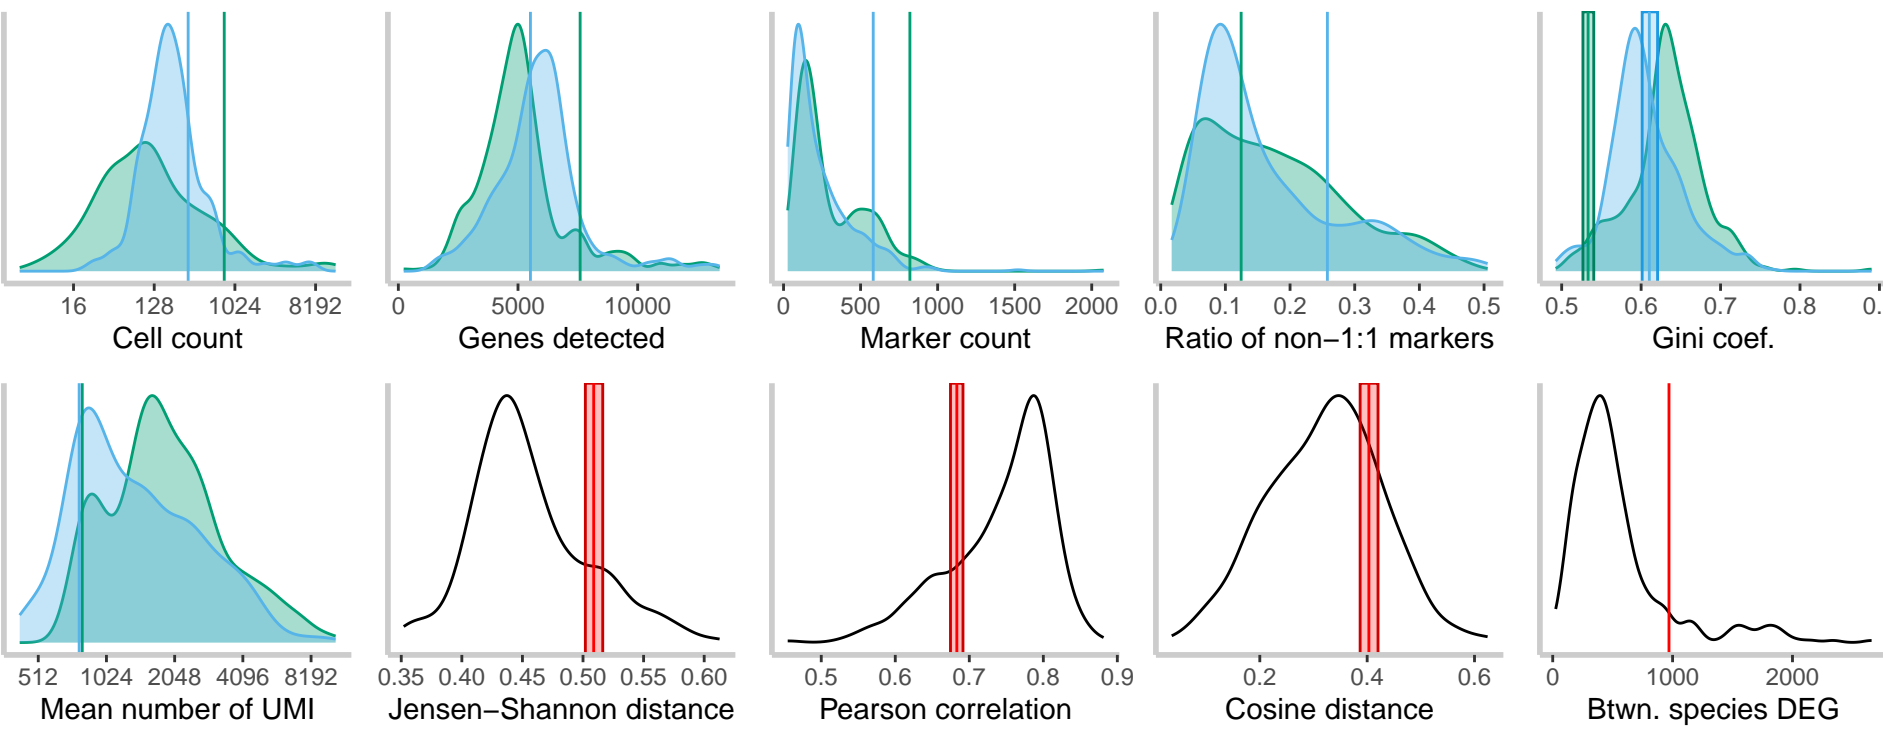 16 128 1024 8192
Cell count
0 5000 10000
Genes detected
0 500 1000 1500 2000
Marker count
0.0 0.1 0.2 0.3 0.4 0.5
Ratio of non−1:1 markers
0.5 0.6 0.7 0.8 0.
Gini coef.
512 1024 2048 4096 8192
Mean number of UMI
0.35 0.40 0.45 0.50 0.55 0.60
Jensen−Shannon distance
0.5 0.6 0.7 0.8 0.9
Pearson correlation
0.2 0.4 0.6
Cosine distance
0 1000 2000
Btwn. species DEG